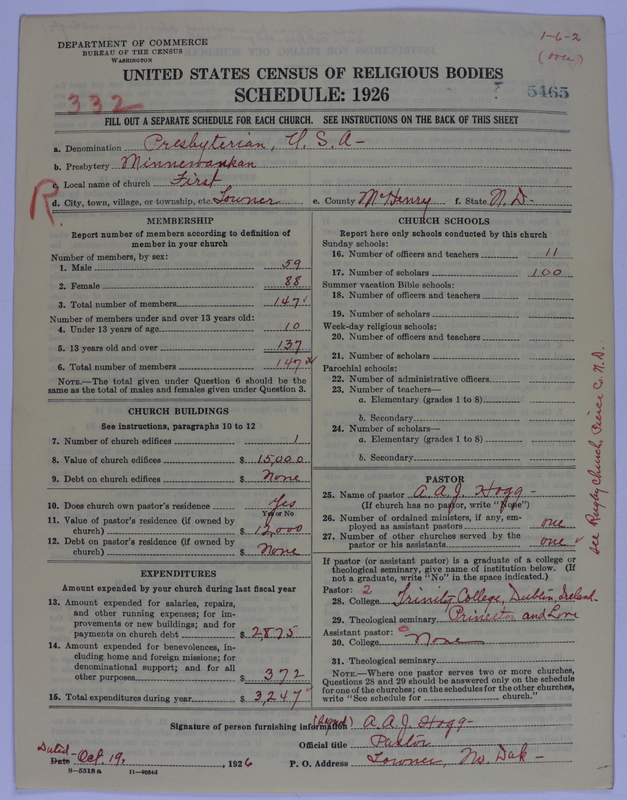 1-6-2
(over)
DEPARTMENT OF COMMERCE
BUREAU OF THE CENSUS
WASHINGTON
UNITED STATES CENSUS OF RELIGIOUS BODIES
SCHEDULE: 1926
332
5465
FILL OUT A SEPARATE SCHEDULE FOR EACH CHURCH. SEE INSTRUCTIONS ON THE BACK OF THIS SHEET
a. Denomination Presbyterian, U.S.A-
b. Presbytery Minnewaukan
c. Local name of church First
R.
d. City, town, village, or township, etc. Towner e. County McHenry f. State N.D-
MEMBERSHIP
Report number of members according to definition of
member in your church
Number of members, by sex:
1. Male 59
2. Female 88
3. Total number of members 147
Number of members under and over 13 years old:
4. Under 13 years of age 10
5. 13 years old and over 137
6. Total number of members 147
NOTE.—The total given under Question 6 should be the
same as the total of males and females given under Question 3.
CHURCH BUILDINGS
See instructions, paragraphs 10 to 12
7. Number of church edifices 1
8. Value of church edifices $ 15,000
9. Debt on church edifices $ None
10. Does church own pastor's residence Yes
Yes or No
11. Value of pastor's residence (if owned by
church) $ 12,000
12. Debt on pastor's residence (if owned by
church) $ None
EXPENDITURES
Amount expended by your church during last fiscal year
13. Amount expended for salaries, repairs,
and other running expenses; for im-
provements or new buildings; and for
payments on church debt $ 2,875
14. Amount expended for benevolences, in-
cluding home and foreign missions; for
denominational support; and for all
other purposes $ 372
15. Total expenditures during year $ 3,247
CHURCH SCHOOLS
Report here only schools conducted by this church
Sunday schools:
16. Number of officers and teachers 11
17. Number of scholars 100
Summer vacation Bible schools:
18. Number of officers and teachers
19. Number of scholars
Week-day religious schools:
20. Number of officers and teachers
21. Number of scholars
Parochial schools:
22. Number of administrative officers
23. Number of teachers—
a. Elementary (grades 1 to 8)
b. Secondary
24. Number of scholars—
a. Elementary (grades 1 to 8)
b. Secondary
PASTOR
25. Name of pastor A.A.J. Hogg-
(If church has no pastor, write "None")
26. Number of ordained ministers, if any, em-
ployed as assistant pastors one
27. Number of other churches served by the
pastor or his assistants one
If pastor (or assistant pastor) is a graduate of a college or
theological seminary, give name of institution below. (If
not a graduate, write "No" in the space indicated.)
Pastor: 2
28. College Trinity College, Dublin, Ireland.
29. Theological seminary Princeton and
Assistant pastor: 0
30. College None
31. Theological seminary
NOTE.—Where one pastor serves two or more churches,
Questions 28 and 29 should be answered only on the schedule
for one of the churches; on the schedules for the other churches,
write "See schedule for church."
See Rugby Church, Pierce Co, N.D.
Signature of person furnishing information (Signed) A.A.J. Hogg-
Official title Pastor
Dated-
Date Oct. 19, 1926 P. O. Address Towner, No. Dak-
8-5518a 11-9034d